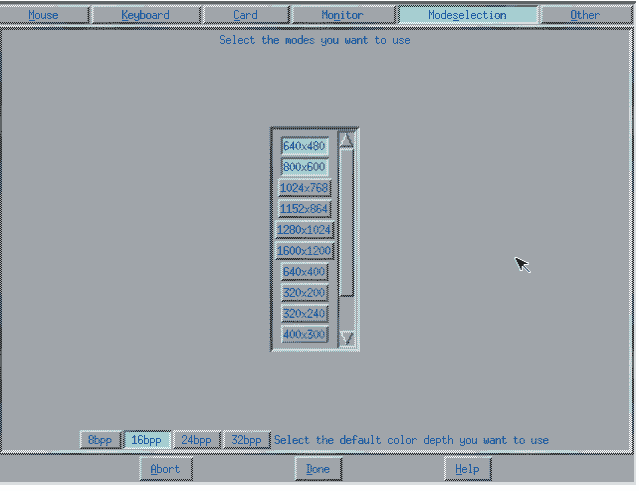 Mouse Keyboard Card Monitor Modeselection Other
Select the modes you want to use
640x480
800x600
1024x768
1152x864
1280x1024
1600x1200
640x400
320x200
320x240
400x300
8bpp 16bpp 24bpp 32bpp Select the default color depth you want to use
Abort Done Help